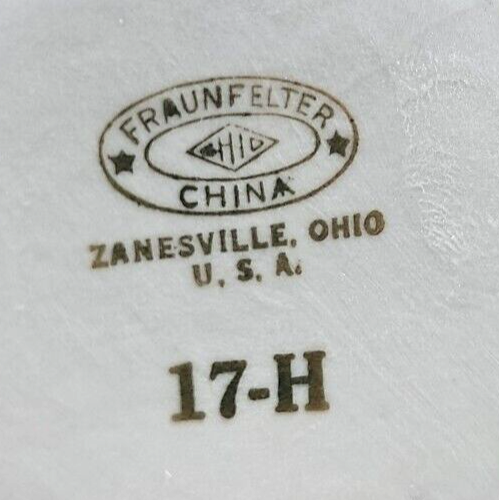 FRAUNFELTER
OHIO
CHINA
ZANESVILLE, OHIO
U. S. A.
17-H